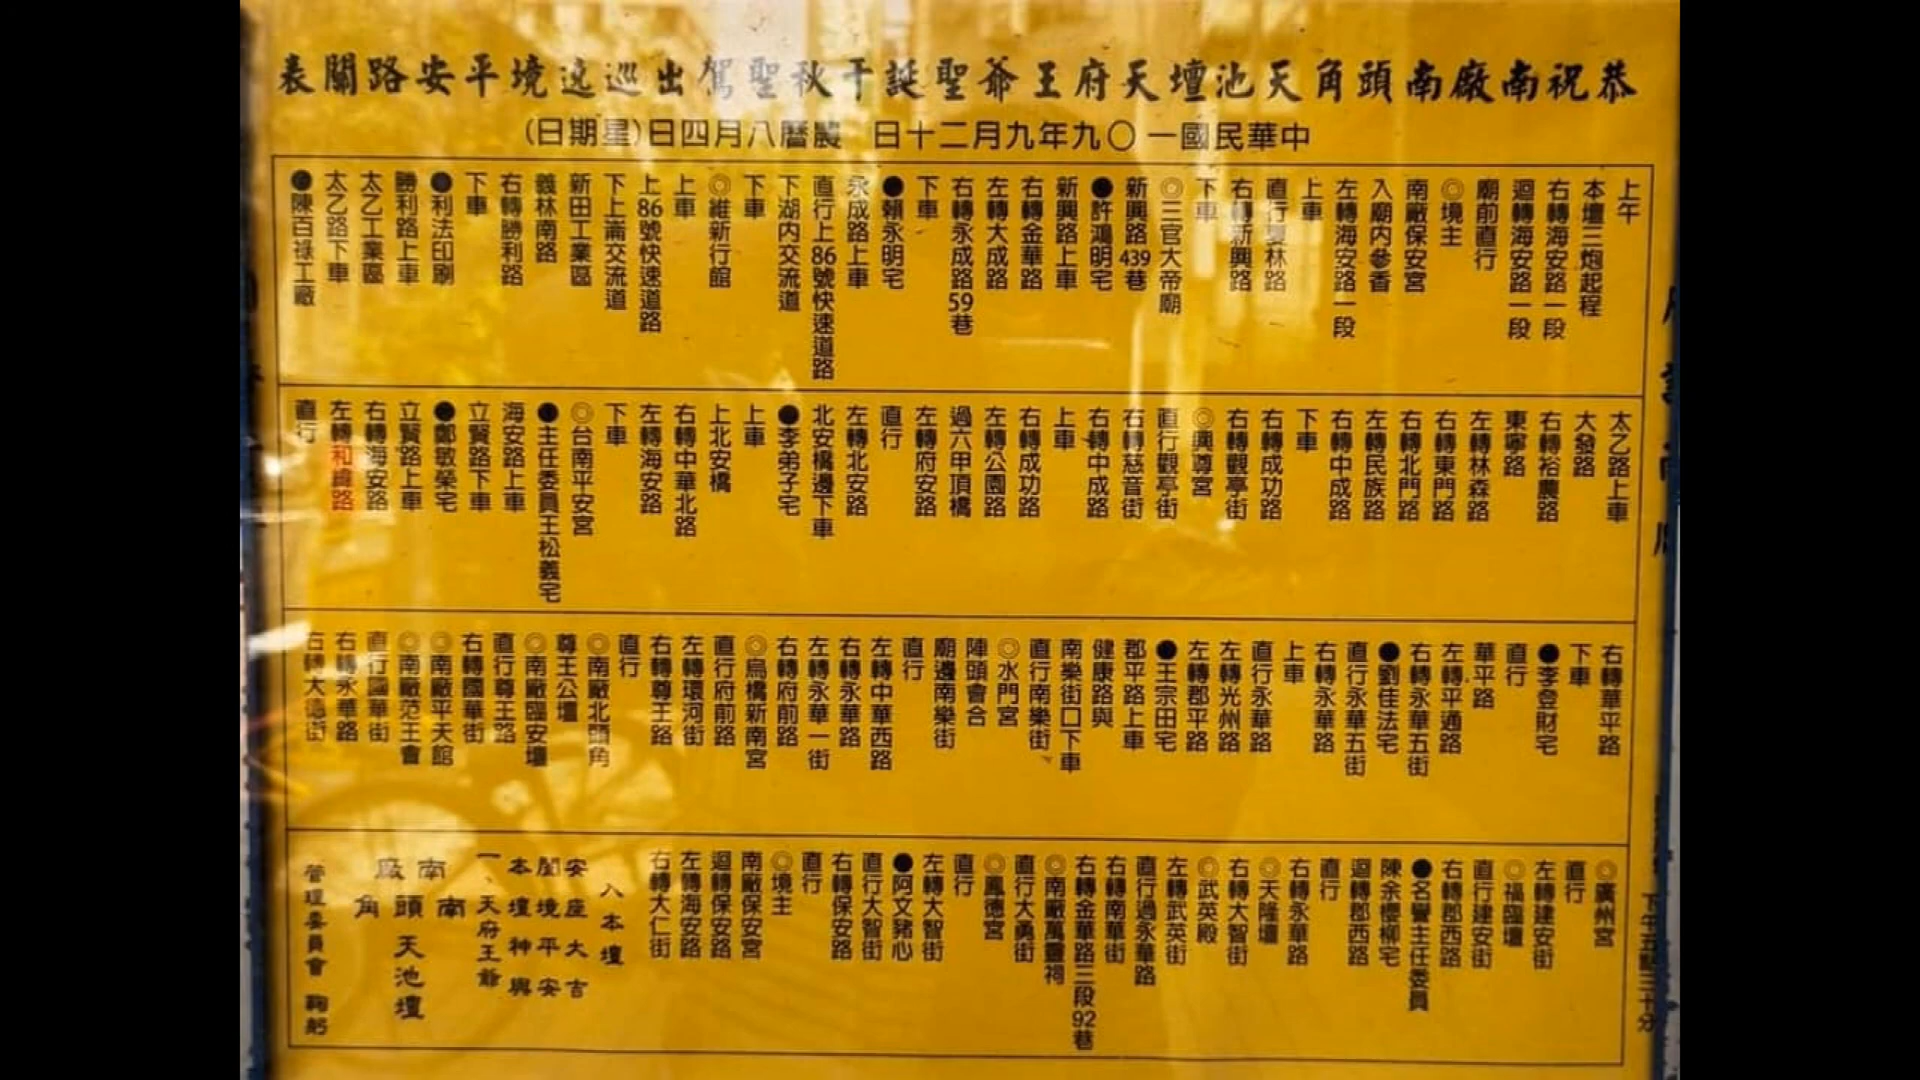 恭祝南廠南頭角天池壇天府王爺聖誕千秋聖駕出巡遶境平安路關表
中華民國一〇九年九月二十日 農曆八月四日(星期日)
上午
本壇三炮起程
右轉海安路一段
迴轉海安路一段
廟前直行
◎境主
南廠保安宮
入廟內參香
左轉海安路一段
上車
直行夏林路
右轉新興路
下車
◎三官大帝廟
新興路439巷
●許鴻明宅
新興路上車
右轉金華路
左轉大成路
右轉永成路59巷
下車
●賴永明宅
永成路上車
直行上86號快速道路
下湖內交流道
下車
◎維新行館
上車
上86號快速道路
下上崙交流道
新田工業區
義林南路
右轉勝利路
下車
●利法印刷
勝利路上車
太乙工業區
太乙路下車
●陳百祿工廠
太乙路上車
大發路
右轉裕農路
東寧路
左轉林森路
右轉東門路
右轉北門路
左轉民族路
右轉中成路
下車
右轉成功路
右轉觀亭街
◎興尊宮
直行觀亭街
右轉慈音街
右轉中成路
上車
右轉成功路
左轉公園路
過六甲頂橋
左轉府安路
直行
左轉北安路
北安橋邊下車
●李弟子宅
上車
上北安橋
右轉中華北路
左轉海安路
下車
◎台南平安宮
●主任委員王松義宅
海安路上車
立賢路下車
●鄭敏榮宅
立賢路上車
右轉海安路
左轉和緯路
直行
右轉華平路
下車
●李登財宅
直行
華平路
左轉平通路
右轉永華五街
●劉佳法宅
直行永華五街
右轉永華路
上車
直行永華路
左轉光州路
左轉郡平路
●王宗田宅
郡平路上車
健康路與
南樂街口下車
直行南樂街
◎水門宮
陣頭會合
廟邊南樂街
直行
左轉中華西路
右轉永華路
左轉永華一街
右轉府前路
◎烏橋新南宮
直行府前路
左轉環河街
右轉尊王路
直行
◎南廠北頭角
尊王公壇
◎南廠臨安壇
直行尊王路
右轉國華街
◎南廠平天館
◎南廠范王會
直行國華街
右轉永華路
右轉大德街
下午五點三十分
◎廣州宮
直行
左轉建安街
◎福臨壇
直行建安街
右轉郡西路
●名譽主任委員
陳余櫻柳宅
迴轉郡西路
直行
右轉永華路
◎天隆壇
右轉大智街
◎武英殿
左轉武英街
直行過永華路
右轉南華街
右轉金華路三段92巷
◎南廠萬靈祠
直行大勇街
◎鳳德宮
直行
左轉大智街
●阿文豬心
直行大智街
右轉保安路
直行
◎境主
南廠保安宮
迴轉保安路
左轉海安路
右轉大仁街
入本壇
安座大吉
闔境平安
本壇神輿
一、天府王爺
南廠南頭角天池壇
管理委員會 鞠躬